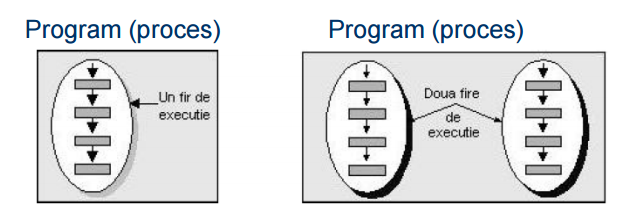 Program (proces)
Un fir de
executie
Program (proces)
Doua fire
de
executie